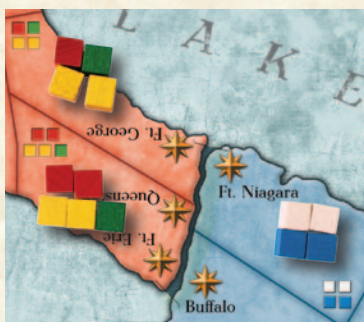 LAKE
Ft. George
Ft. Niagara
Queens
Ft. Erie
Buffalo